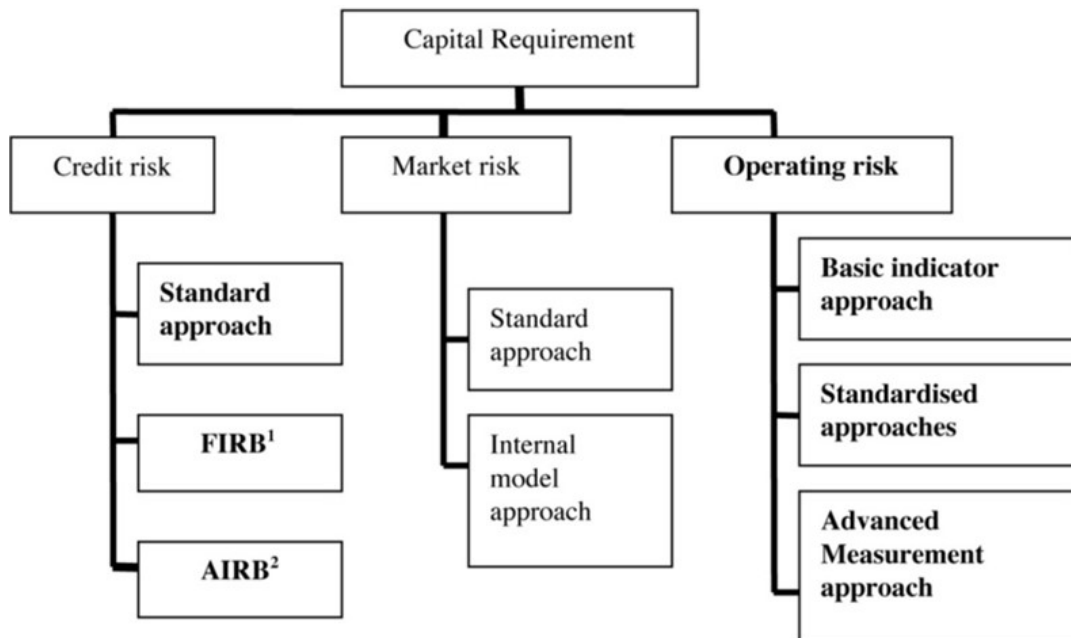 Capital Requirement
Credit risk
Market risk
Operating risk
Standard
approach
FIRB¹
AIRB²
Standard
approach
Internal
model
approach
Basic indicator
approach
Standardised
approaches
Advanced
Measurement
approach